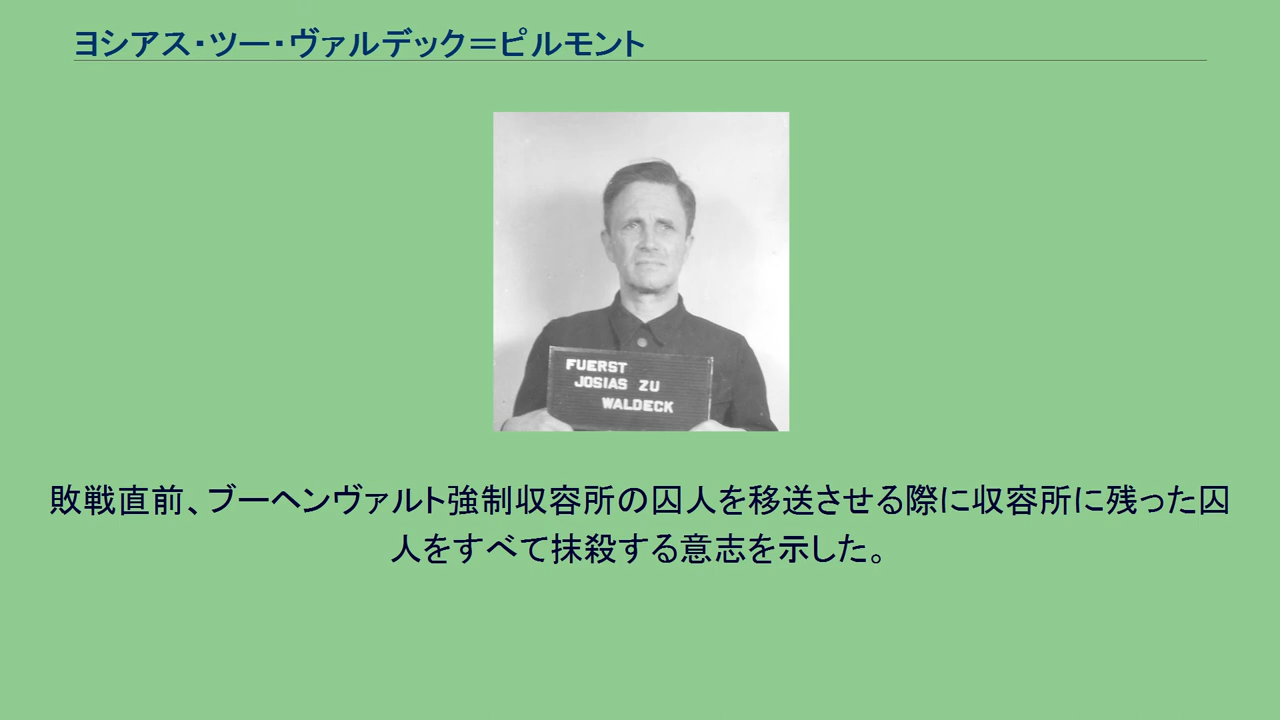 ヨシアス・ツー・ヴァルデック＝ピルモント
FUERST
JOSIAS ZU
WALDECK
敗戦直前、ブーヘンヴァルト強制収容所の囚人を移送させる際に収容所に残った囚
人をすべて抹殺する意志を示した。